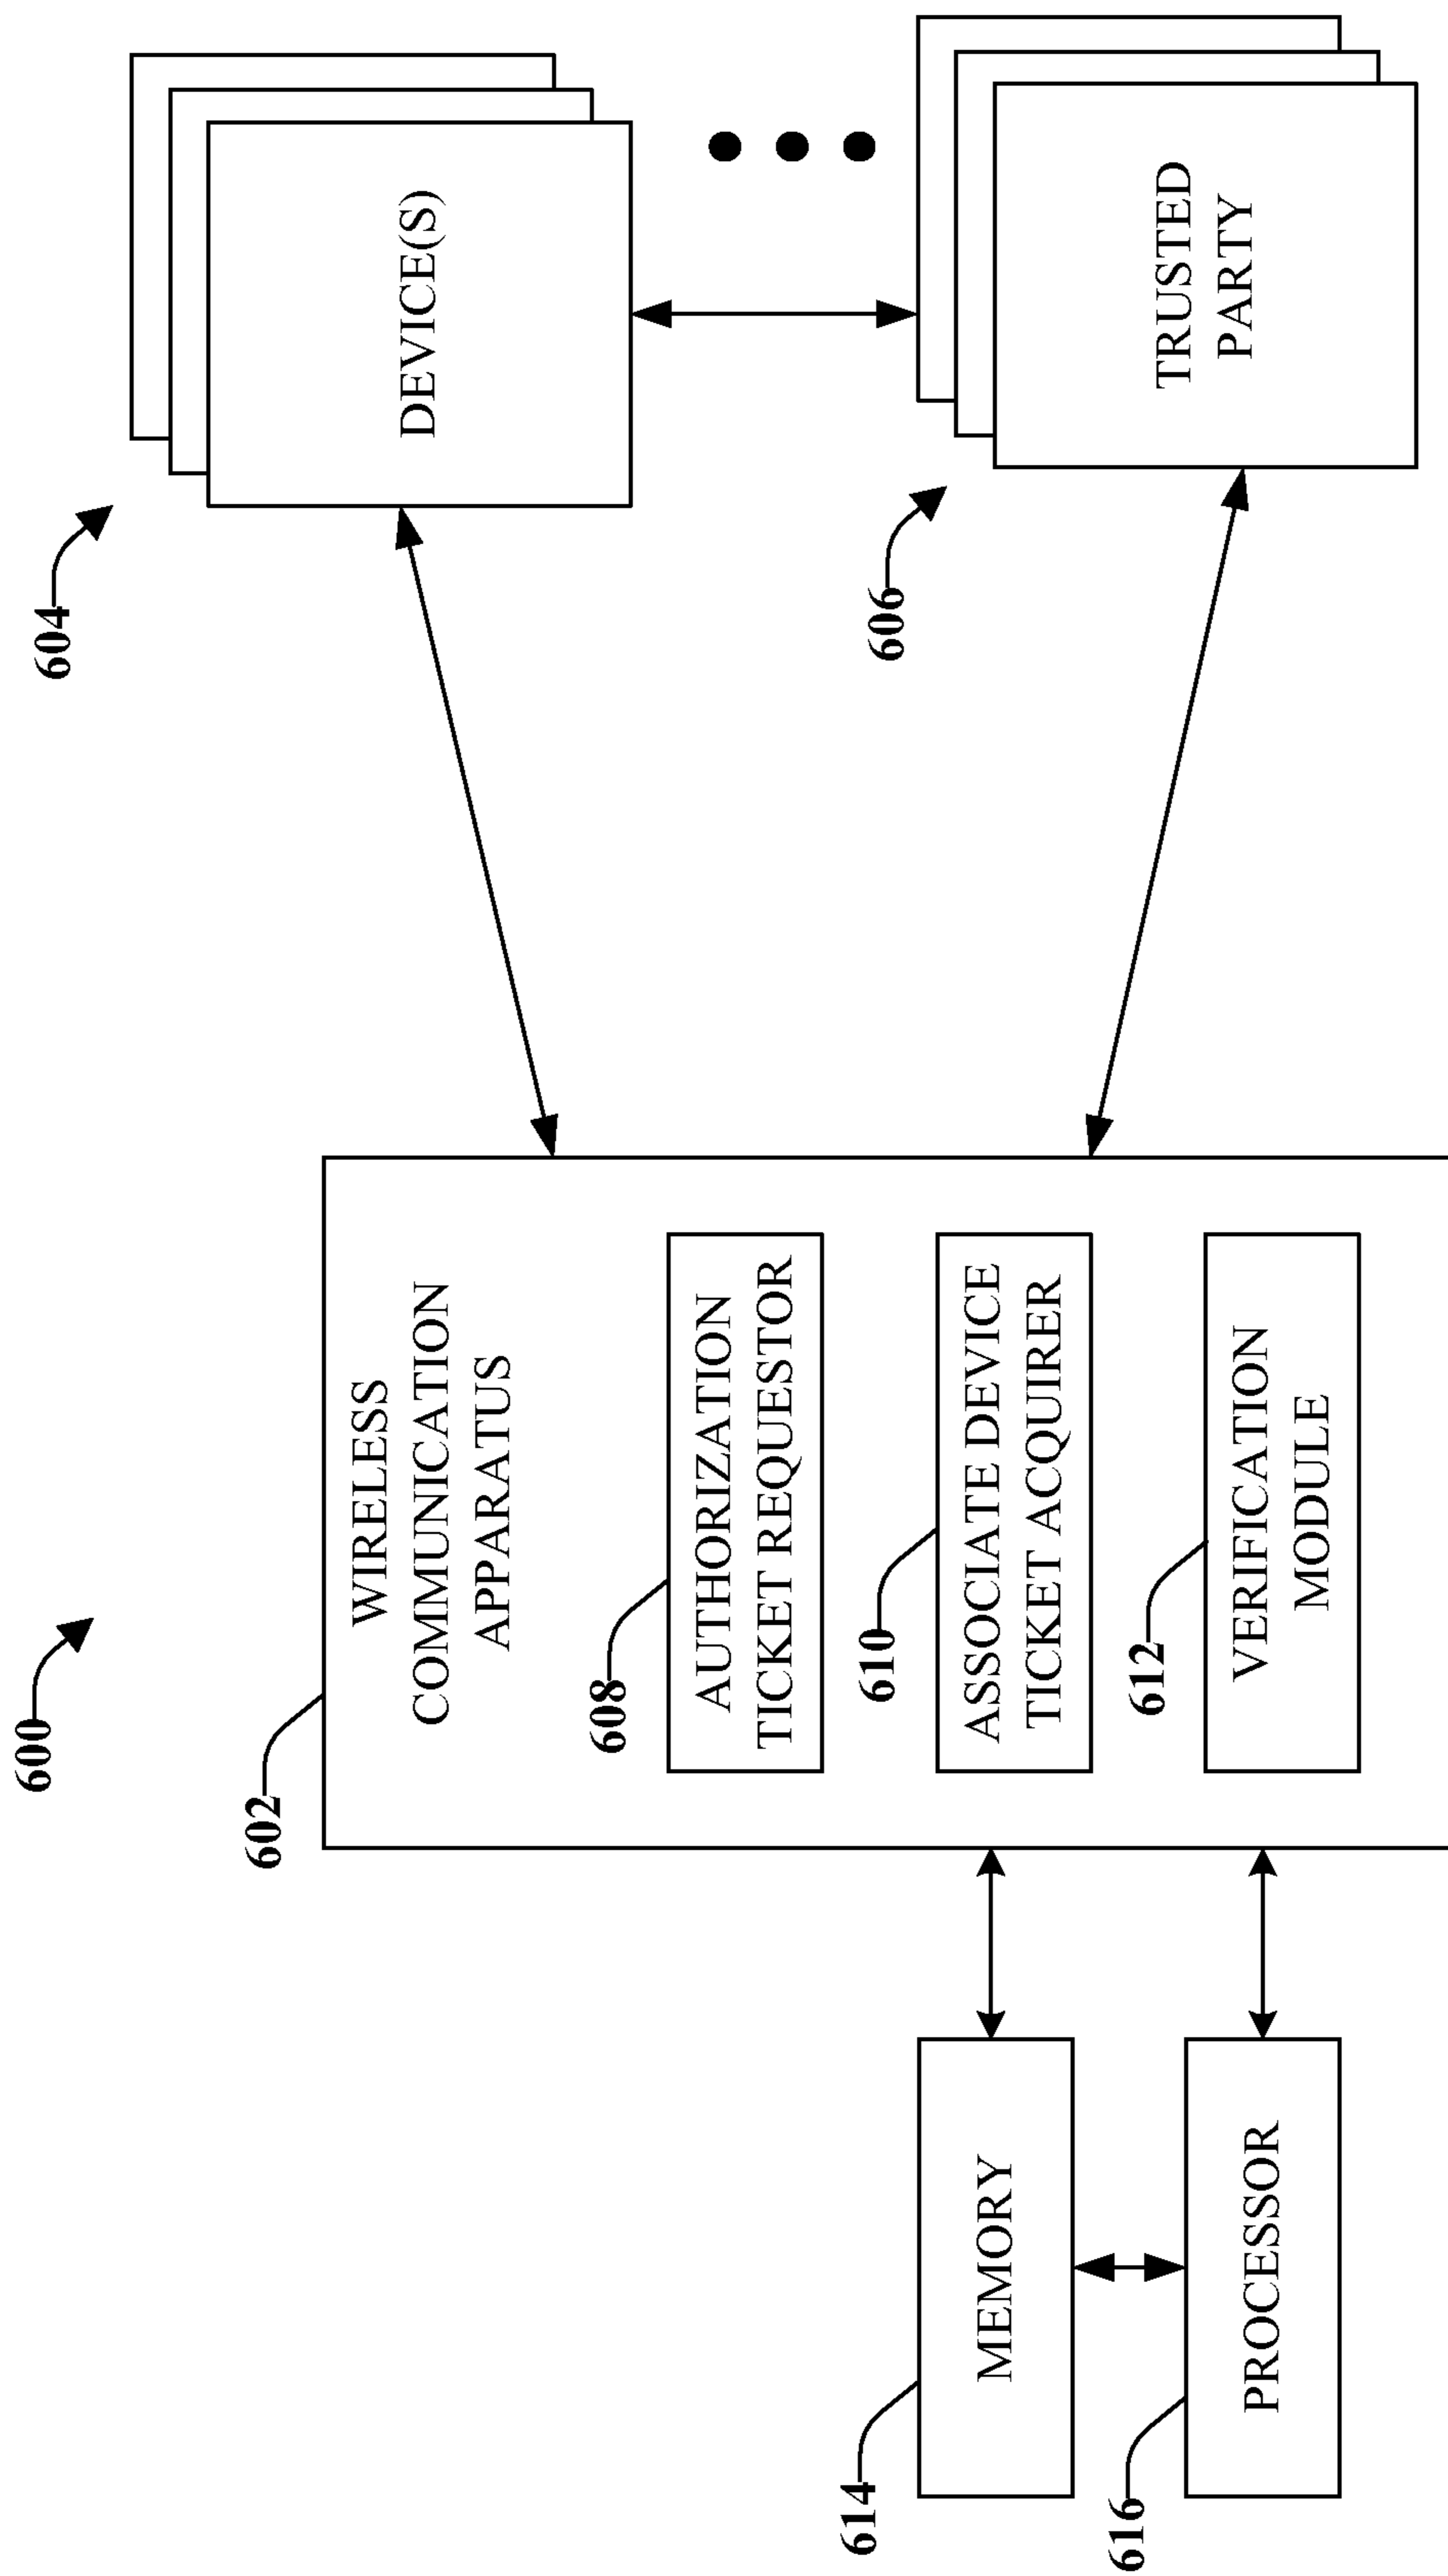 600
602
WIRELESS
COMMUNICATION
APPARATUS
608
AUTHORIZATION
TICKET REQUESTOR
610
ASSOCIATE DEVICE
TICKET ACQUIRER
612
VERIFICATION
MODULE
604
DEVICE(S)
606
TRUSTED
PARTY
614
MEMORY
616
PROCESSOR